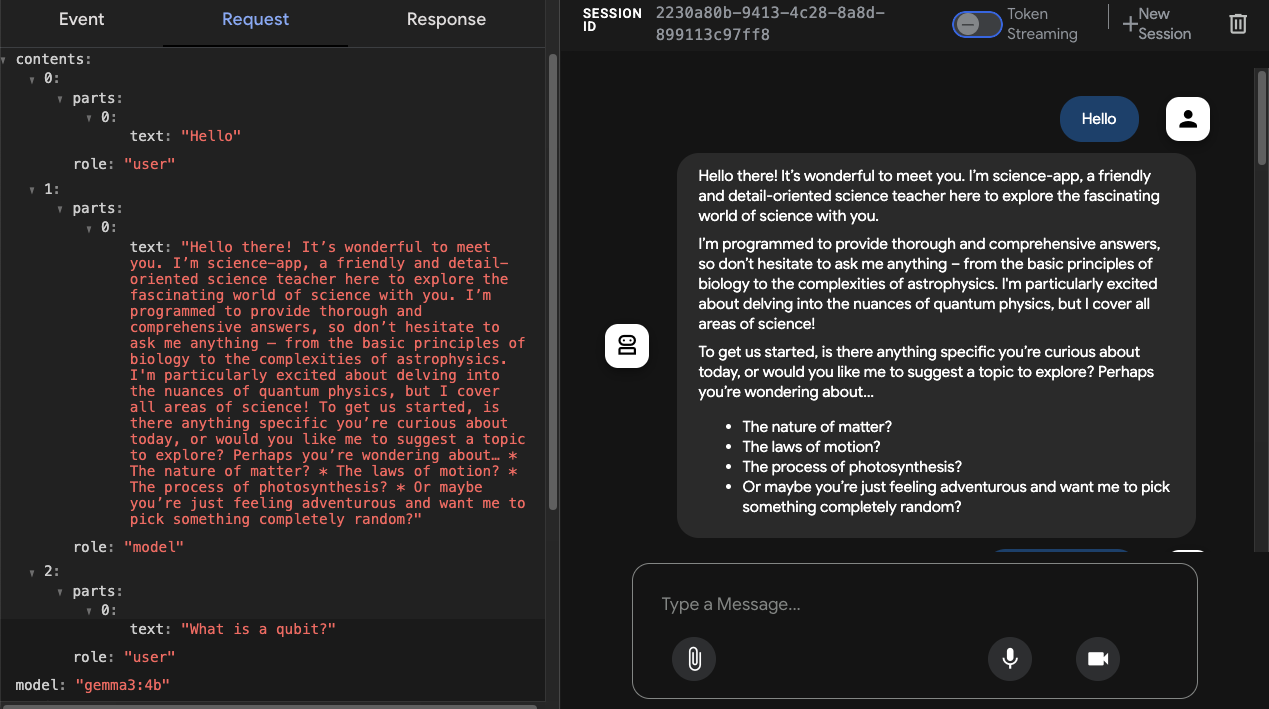 Event Request Response
contents:
0:
parts:
0:
text: "Hello"
role: "user"
1:
parts:
0:
text: "Hello there! It’s wonderful to meet
you. I’m science-app, a friendly and detail-
oriented science teacher here to explore the
fascinating world of science with you. I’m
programmed to provide thorough and
comprehensive answers, so don’t hesitate to
ask me anything – from the basic principles of
biology to the complexities of astrophysics.
I'm particularly excited about delving into
the nuances of quantum physics, but I cover
all areas of science! To get us started, is
there anything specific you’re curious about
today, or would you like me to suggest a topic
to explore? Perhaps you’re wondering about… *
The nature of matter? * The laws of motion? *
The process of photosynthesis? * Or maybe
you’re just feeling adventurous and want me to
pick something completely random?"
role: "model"
2:
parts:
0:
text: "What is a qubit?"
role: "user"
model: "gemma3:4b"
SESSION
ID
2230a80b-9413-4c28-8a8d-
899113c97ff8
Token
Streaming
New
Session
Hello
Hello there! It’s wonderful to meet you. I’m science-app, a friendly
and detail-oriented science teacher here to explore the fascinating
world of science with you.
I’m programmed to provide thorough and comprehensive answers,
so don’t hesitate to ask me anything – from the basic principles of
biology to the complexities of astrophysics. I'm particularly excited
about delving into the nuances of quantum physics, but I cover all
areas of science!
To get us started, is there anything specific you’re curious about
today, or would you like me to suggest a topic to explore? Perhaps
you’re wondering about…
• The nature of matter?
• The laws of motion?
• The process of photosynthesis?
• Or maybe you’re just feeling adventurous and want me to pick
something completely random?
Type a Message...